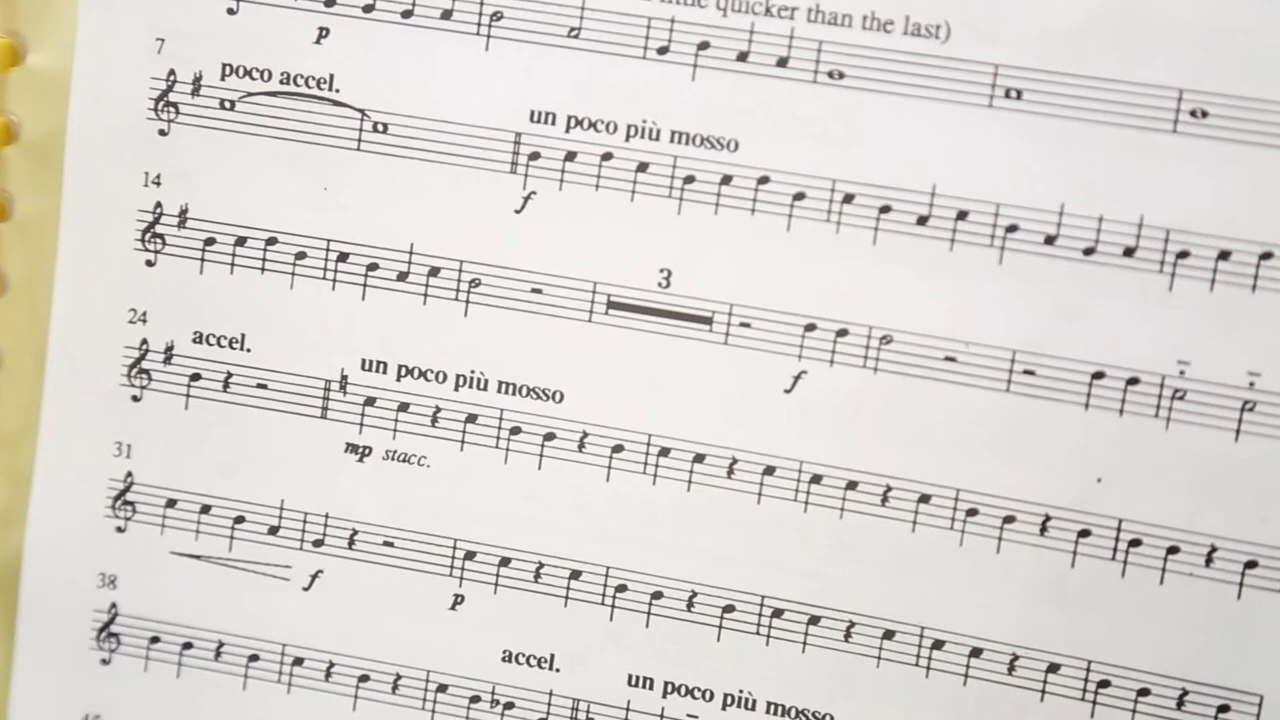 quicker than the last)
p
7
poco accel.
un poco più mosso
f
14
3
f
24
accel.
un poco più mosso
mp stacc.
31
f
p
38
accel.
un poco più mosso